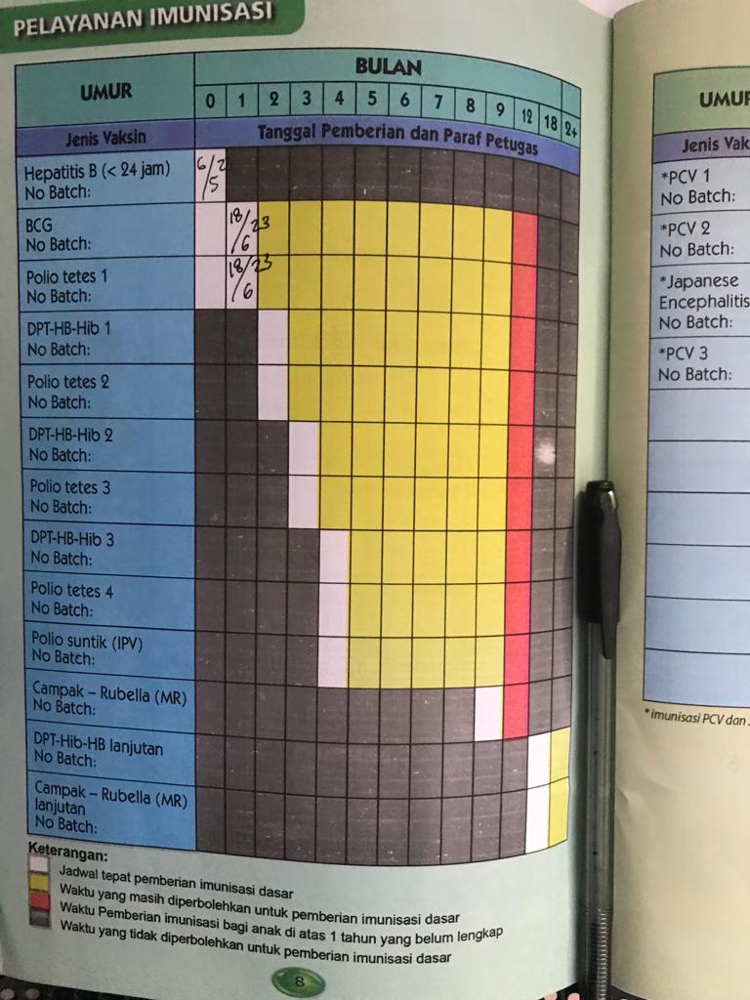 PELAYANAN IMUNISASI
UMUR
BULAN
0 1 2 3 4 5 6 7 8 9 12 18 2+
Jenis Vaksin
Tanggal Pemberian dan Paraf Petugas
Hepatitis B (< 24 jam)
No Batch:
6/2
5
BCG
No Batch:
18/23
6
Polio tetes 1
No Batch:
18/23
6
DPT-HB-Hib 1
No Batch:
Polio tetes 2
No Batch:
DPT-HB-Hib 2
No Batch:
Polio tetes 3
No Batch:
DPT-HB-Hib 3
No Batch:
Polio tetes 4
No Batch:
Polio suntik (IPV)
No Batch:
Campak – Rubella (MR)
No Batch:
DPT-Hib-HB lanjutan
No Batch:
Campak – Rubella (MR)
lanjutan
No Batch:
Keterangan:
Jadwal tepat pemberian imunisasi dasar
Waktu yang masih diperbolehkan untuk pemberian imunisasi dasar
Waktu Pemberian imunisasi bagi anak di atas 1 tahun yang belum lengkap
Waktu yang tidak diperbolehkan untuk pemberian imunisasi dasar
8
UMUR
Jenis Vak
*PCV 1
No Batch:
*PCV 2
No Batch:
*Japanese
Encephalitis
No Batch:
*PCV 3
No Batch:
* imunisasi PCV dan